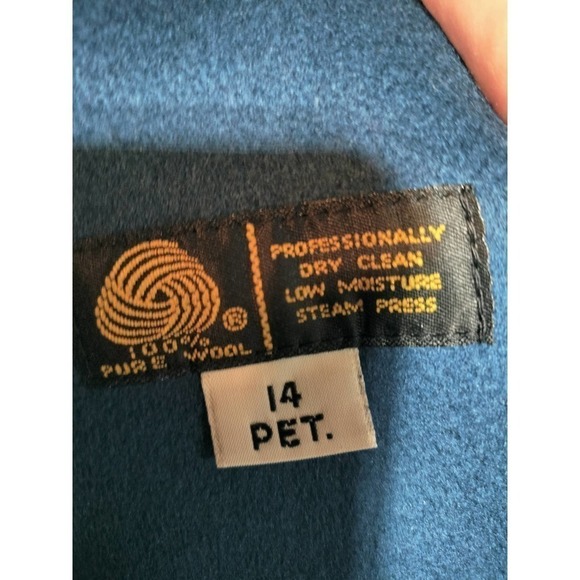 100%
PURE WOOL
®
PROFESSIONALLY
DRY CLEAN
LOW MOISTURE
STEAM PRESS
14
PET.